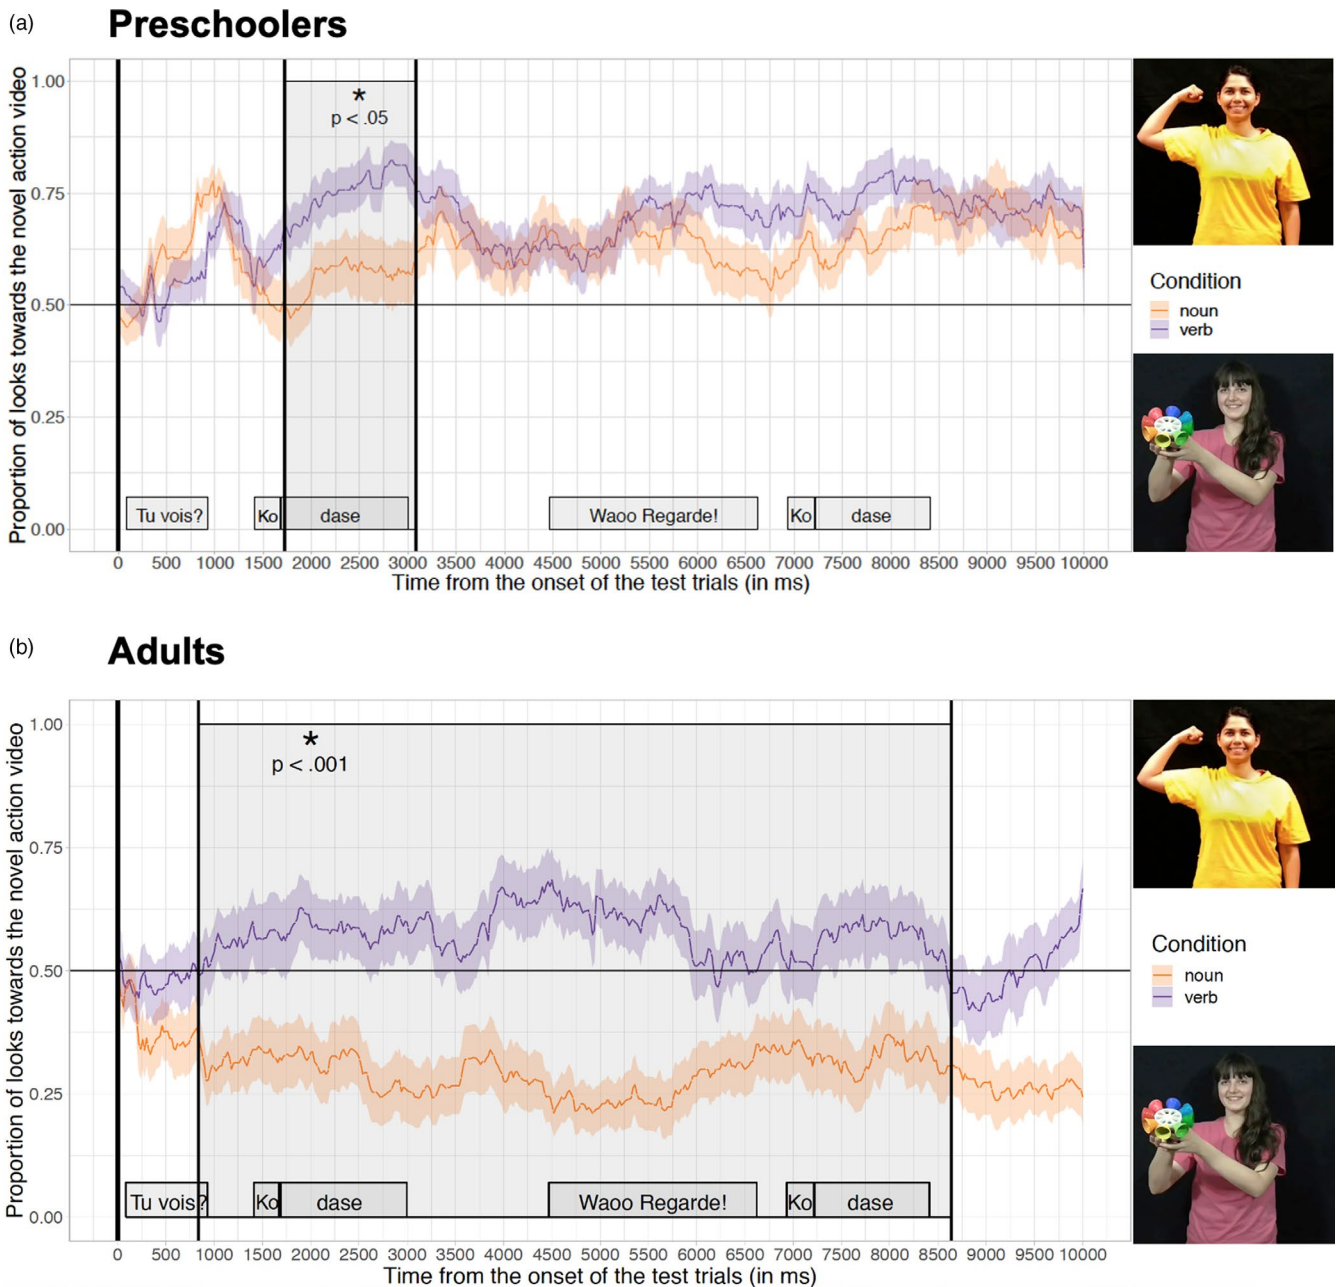 (a) Preschoolers
Proportion of looks towards the novel action video
1.00
0.75
0.50
0.25
0.00
*
p < .05
Tu vois?
Ko
dase
Waoo Regarde!
Ko
dase
0 500 1000 1500 2000 2500 3000 3500 4000 4500 5000 5500 6000 6500 7000 7500 8000 8500 9000 9500 10000
Time from the onset of the test trials (in ms)
Condition
noun
verb
(b) Adults
Proportion of looks towards the novel action video
1.00
0.75
0.50
0.25
0.00
*
p < .001
Tu vois?
Ko
dase
Waoo Regarde!
Ko
dase
0 500 1000 1500 2000 2500 3000 3500 4000 4500 5000 5500 6000 6500 7000 7500 8000 8500 9000 9500 10000
Time from the onset of the test trials (in ms)
Condition
noun
verb